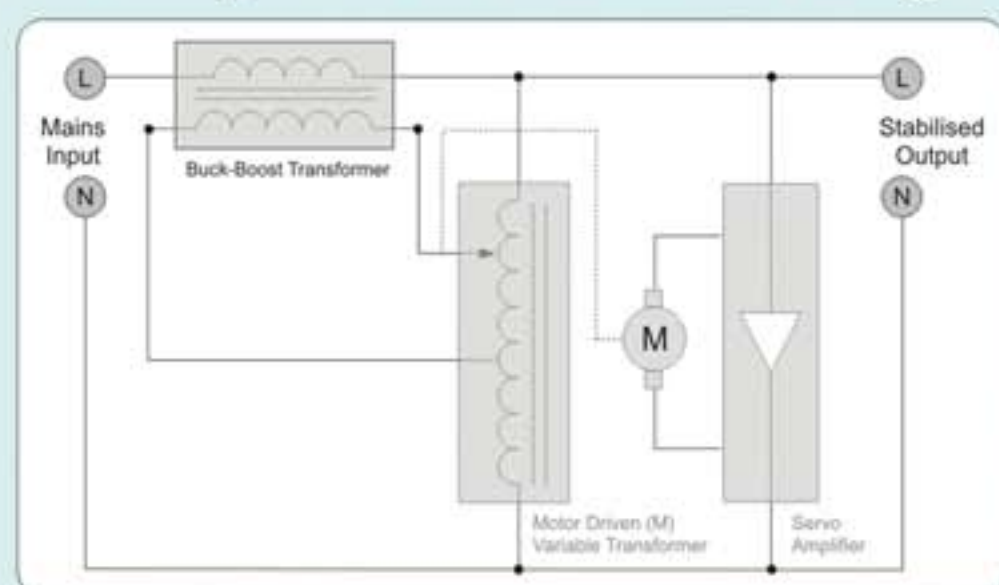 L
Mains
Input
N
Buck-Boost Transformer
L
Stabilised
Output
N
M
Motor Driven (M)
Variable Transformer
Servo
Amplifier